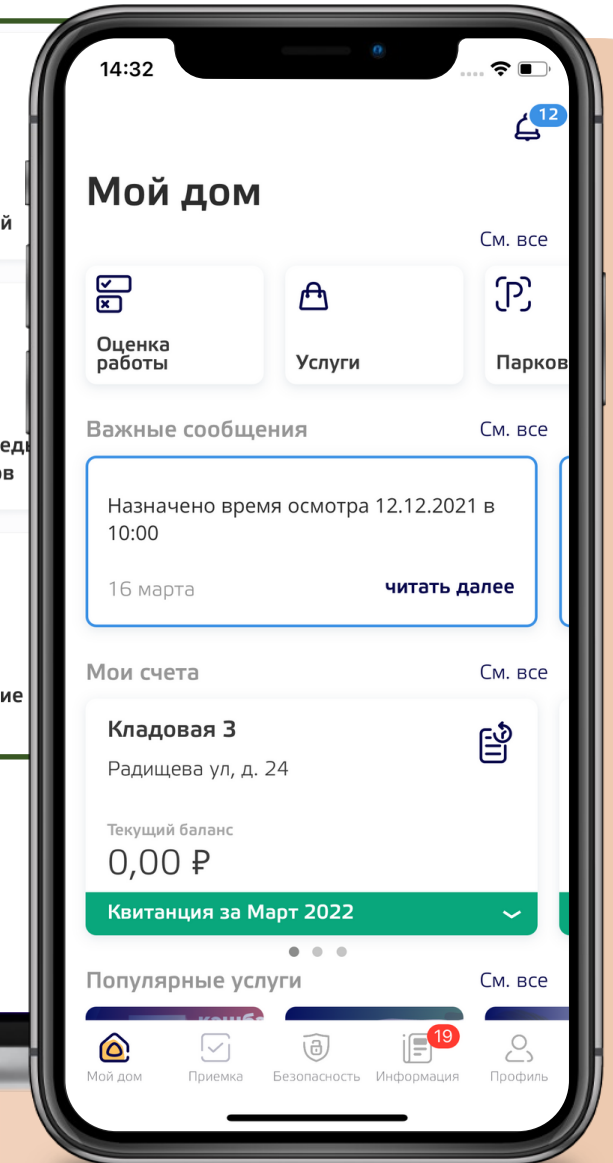 14:32
12
Мой дом
См. все
Оценка
работы
Услуги
Парков
Важные сообщения
См. все
Назначено время осмотра 12.12.2021 в
10:00
16 марта
читать далее
Мои счета
См. все
Кладовая 3
Радищева ул, д. 24
Текущий баланс
0,00 ₽
Квитанция за Март 2022
Популярные услуги
См. все
19
Мой дом
Приемка
Безопасность
Информация
Профиль
й
ов
ие